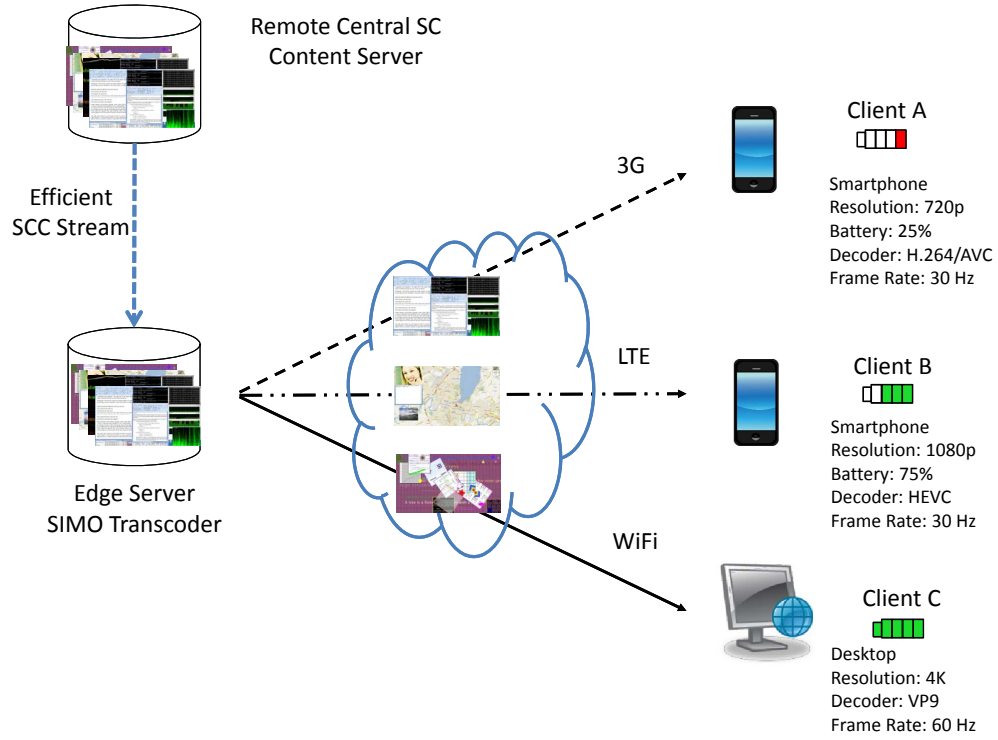 Remote Central SC
Content Server
Efficient
SCC Stream
Edge Server
SIMO Transcoder
3G
LTE
WiFi
Client A
Smartphone
Resolution: 720p
Battery: 25%
Decoder: H.264/AVC
Frame Rate: 30 Hz
Client B
Smartphone
Resolution: 1080p
Battery: 75%
Decoder: HEVC
Frame Rate: 30 Hz
Client C
Desktop
Resolution: 4K
Decoder: VP9
Frame Rate: 60 Hz